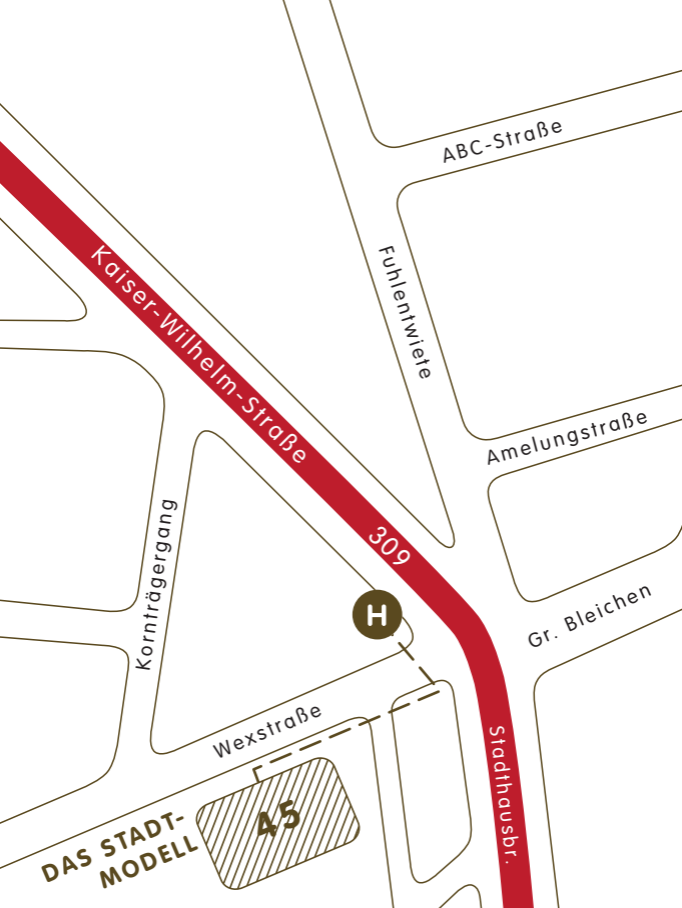 ABC-Straße
Fuhlentwiete
Kaiser-Wilhelm-Straße
Amelungstraße
309
Kornträgergang
H
Gr. Bleichen
Wexstraße
Stadthausbr.
45
DAS STADT-
MODELL